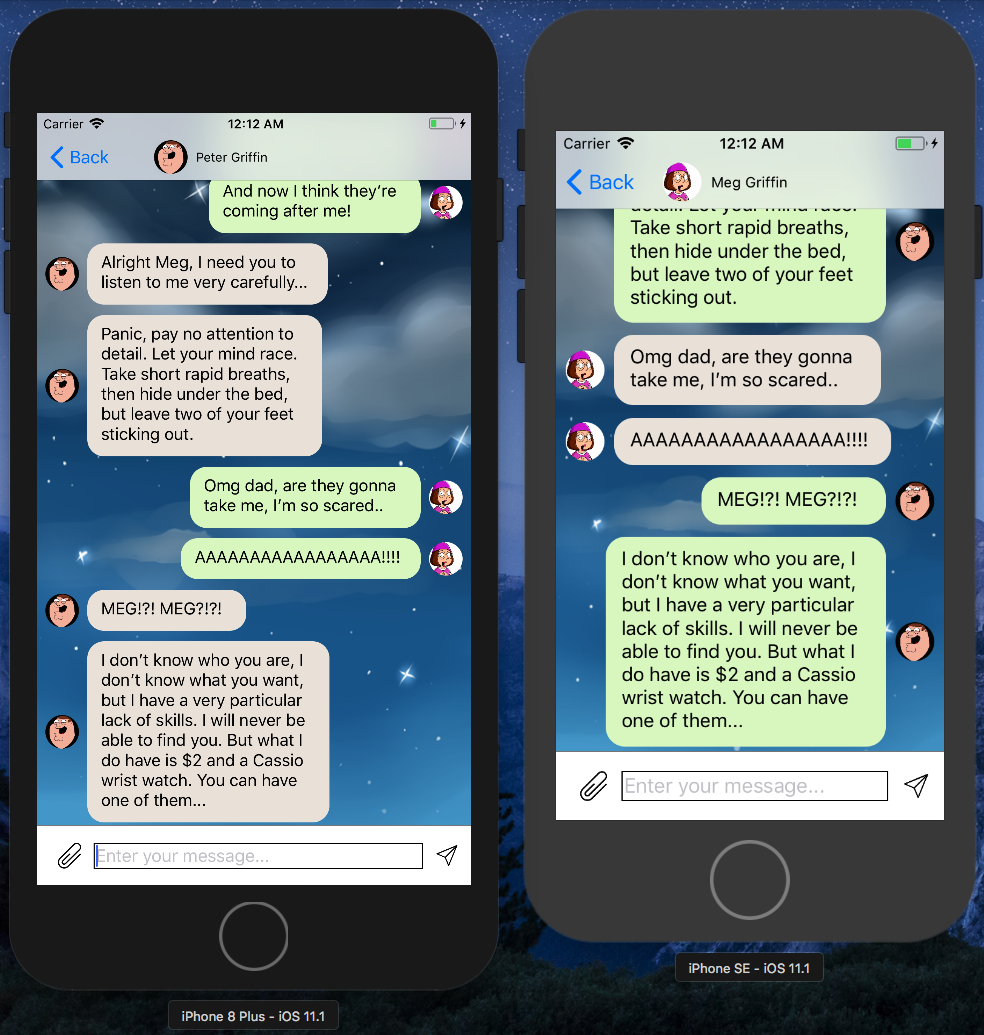 Carrier 12:12 AM
Back Peter Griffin
And now I think they're
coming after me!
Alright Meg, I need you to
listen to me very carefully...
Panic, pay no attention to
detail. Let your mind race.
Take short rapid breaths,
then hide under the bed,
but leave two of your feet
sticking out.
Omg dad, are they gonna
take me, I'm so scared..
AAAAAAAAAAAAAAAAA!!!!
MEG!?! MEG?!?!
I don't know who you are, I
don't know what you want,
but I have a very particular
lack of skills. I will never be
able to find you. But what I
do have is $2 and a Cassio
wrist watch. You can have
one of them...
Enter your message...
iPhone 8 Plus - iOS 11.1
Carrier 12:12 AM
Back Meg Griffin
detail. Let your mind race.
Take short rapid breaths,
then hide under the bed,
but leave two of your feet
sticking out.
Omg dad, are they gonna
take me, I'm so scared..
AAAAAAAAAAAAAAAAA!!!!
MEG!?! MEG?!?!
I don't know who you are, I
don't know what you want,
but I have a very particular
lack of skills. I will never be
able to find you. But what I
do have is $2 and a Cassio
wrist watch. You can have
one of them...
Enter your message...
iPhone SE - iOS 11.1